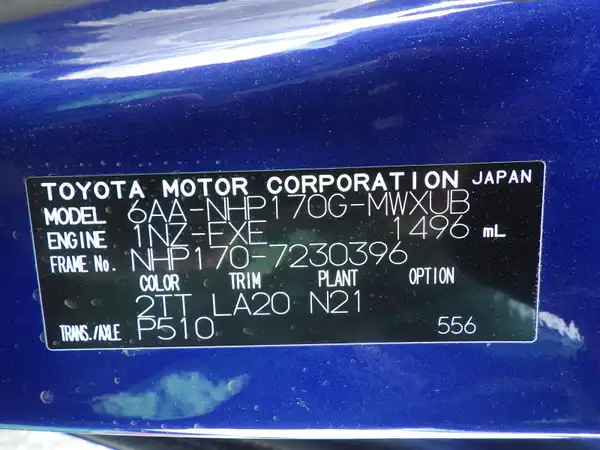 TOYOTA MOTOR CORPORATION JAPAN
MODEL 6AA-NHP170G-MWXUB
ENGINE 1NZ-EXE 1496 mL
FRAME No. NHP170-7230396
COLOR TRIM PLANT OPTION
2TT LA20 N21
TRANS./AXLE P510 556